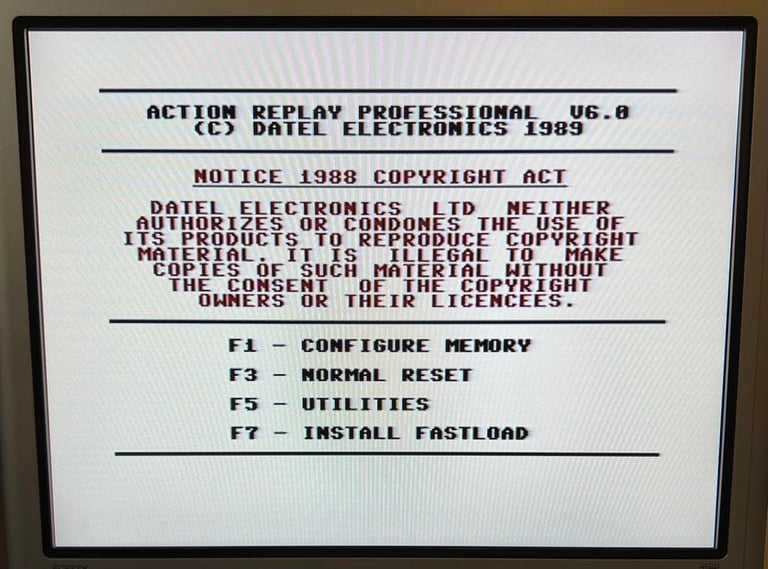 ACTION REPLAY PROFESSIONAL V6.0
(C) DATEL ELECTRONICS 1989
NOTICE 1988 COPYRIGHT ACT
DATEL ELECTRONICS LTD NEITHER
AUTHORIZES OR CONDONES THE USE OF
ITS PRODUCTS TO REPRODUCE COPYRIGHT
MATERIAL. IT IS ILLEGAL TO MAKE
COPIES OF SUCH MATERIAL WITHOUT
THE CONSENT OF THE COPYRIGHT
OWNERS OR THEIR LICENCEES.
F1 - CONFIGURE MEMORY
F3 - NORMAL RESET
F5 - UTILITIES
F7 - INSTALL FASTLOAD